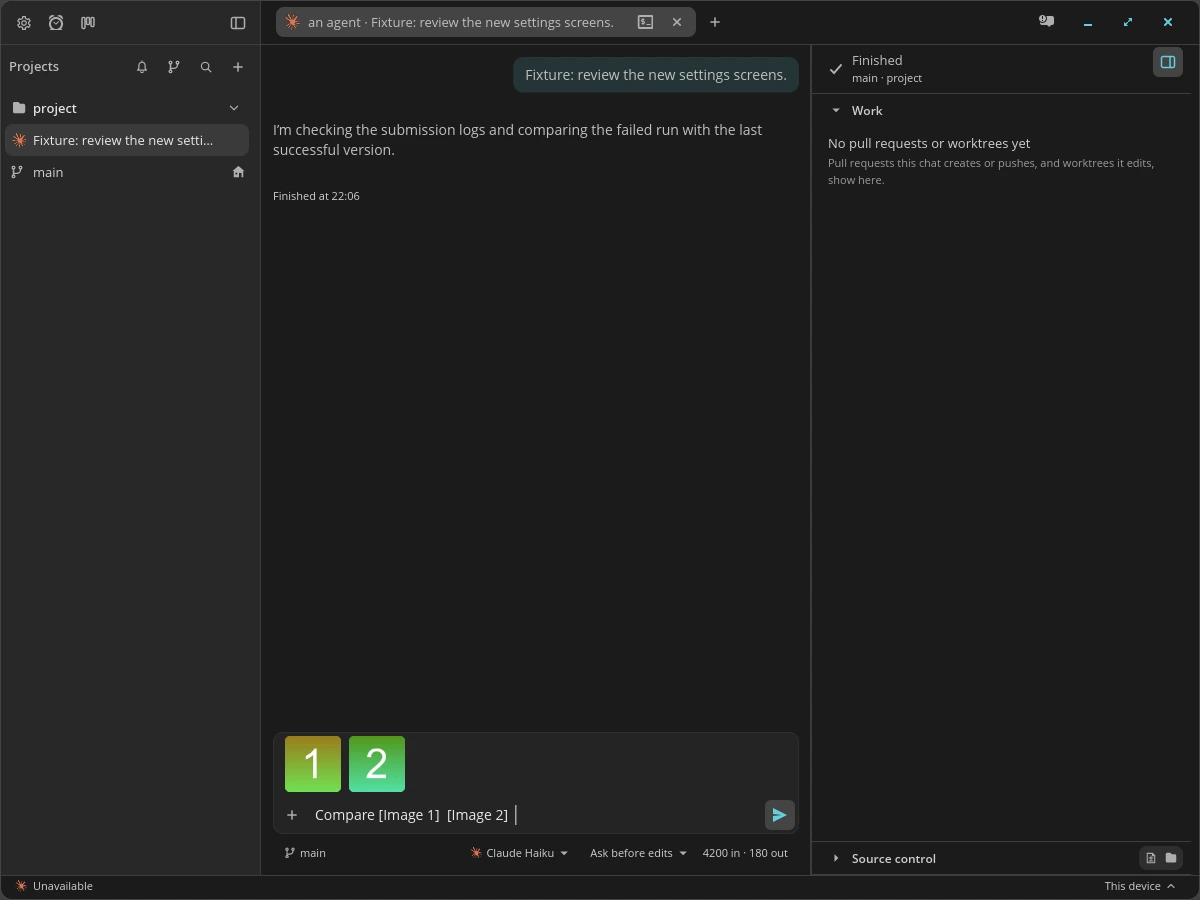 an agent · Fixture: review the new settings screens.
Projects
project
Fixture: review the new setti...
main
Fixture: review the new settings screens.
I'm checking the submission logs and comparing the failed run with the last
successful version.
Finished at 22:06
Finished
main · project
Work
No pull requests or worktrees yet
Pull requests this chat creates or pushes, and worktrees it edits,
show here.
1 2
Compare [Image 1] [Image 2]
main
Claude Haiku
Ask before edits
4200 in · 180 out
Source control
Unavailable
This device